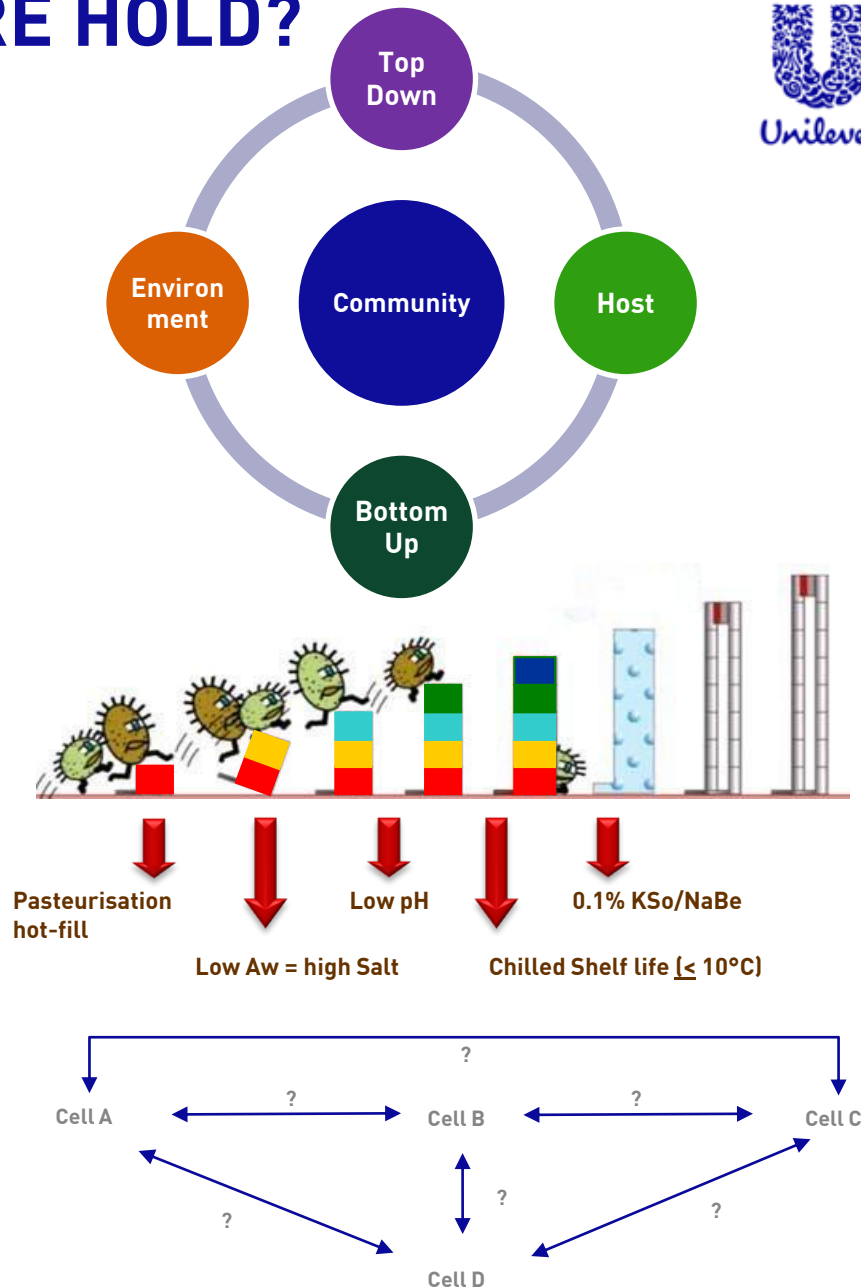 RE HOLD?
Top
Down
Unileve
Environ
ment
Community
Host
Bottom
Up
Pasteurisation
hot-fill
Low pH
0.1% KSo/NaBe
Low Aw = high Salt
Chilled Shelf life (≤ 10°C)
?
Cell A
?
Cell B
?
Cell C
?
?
?
Cell D